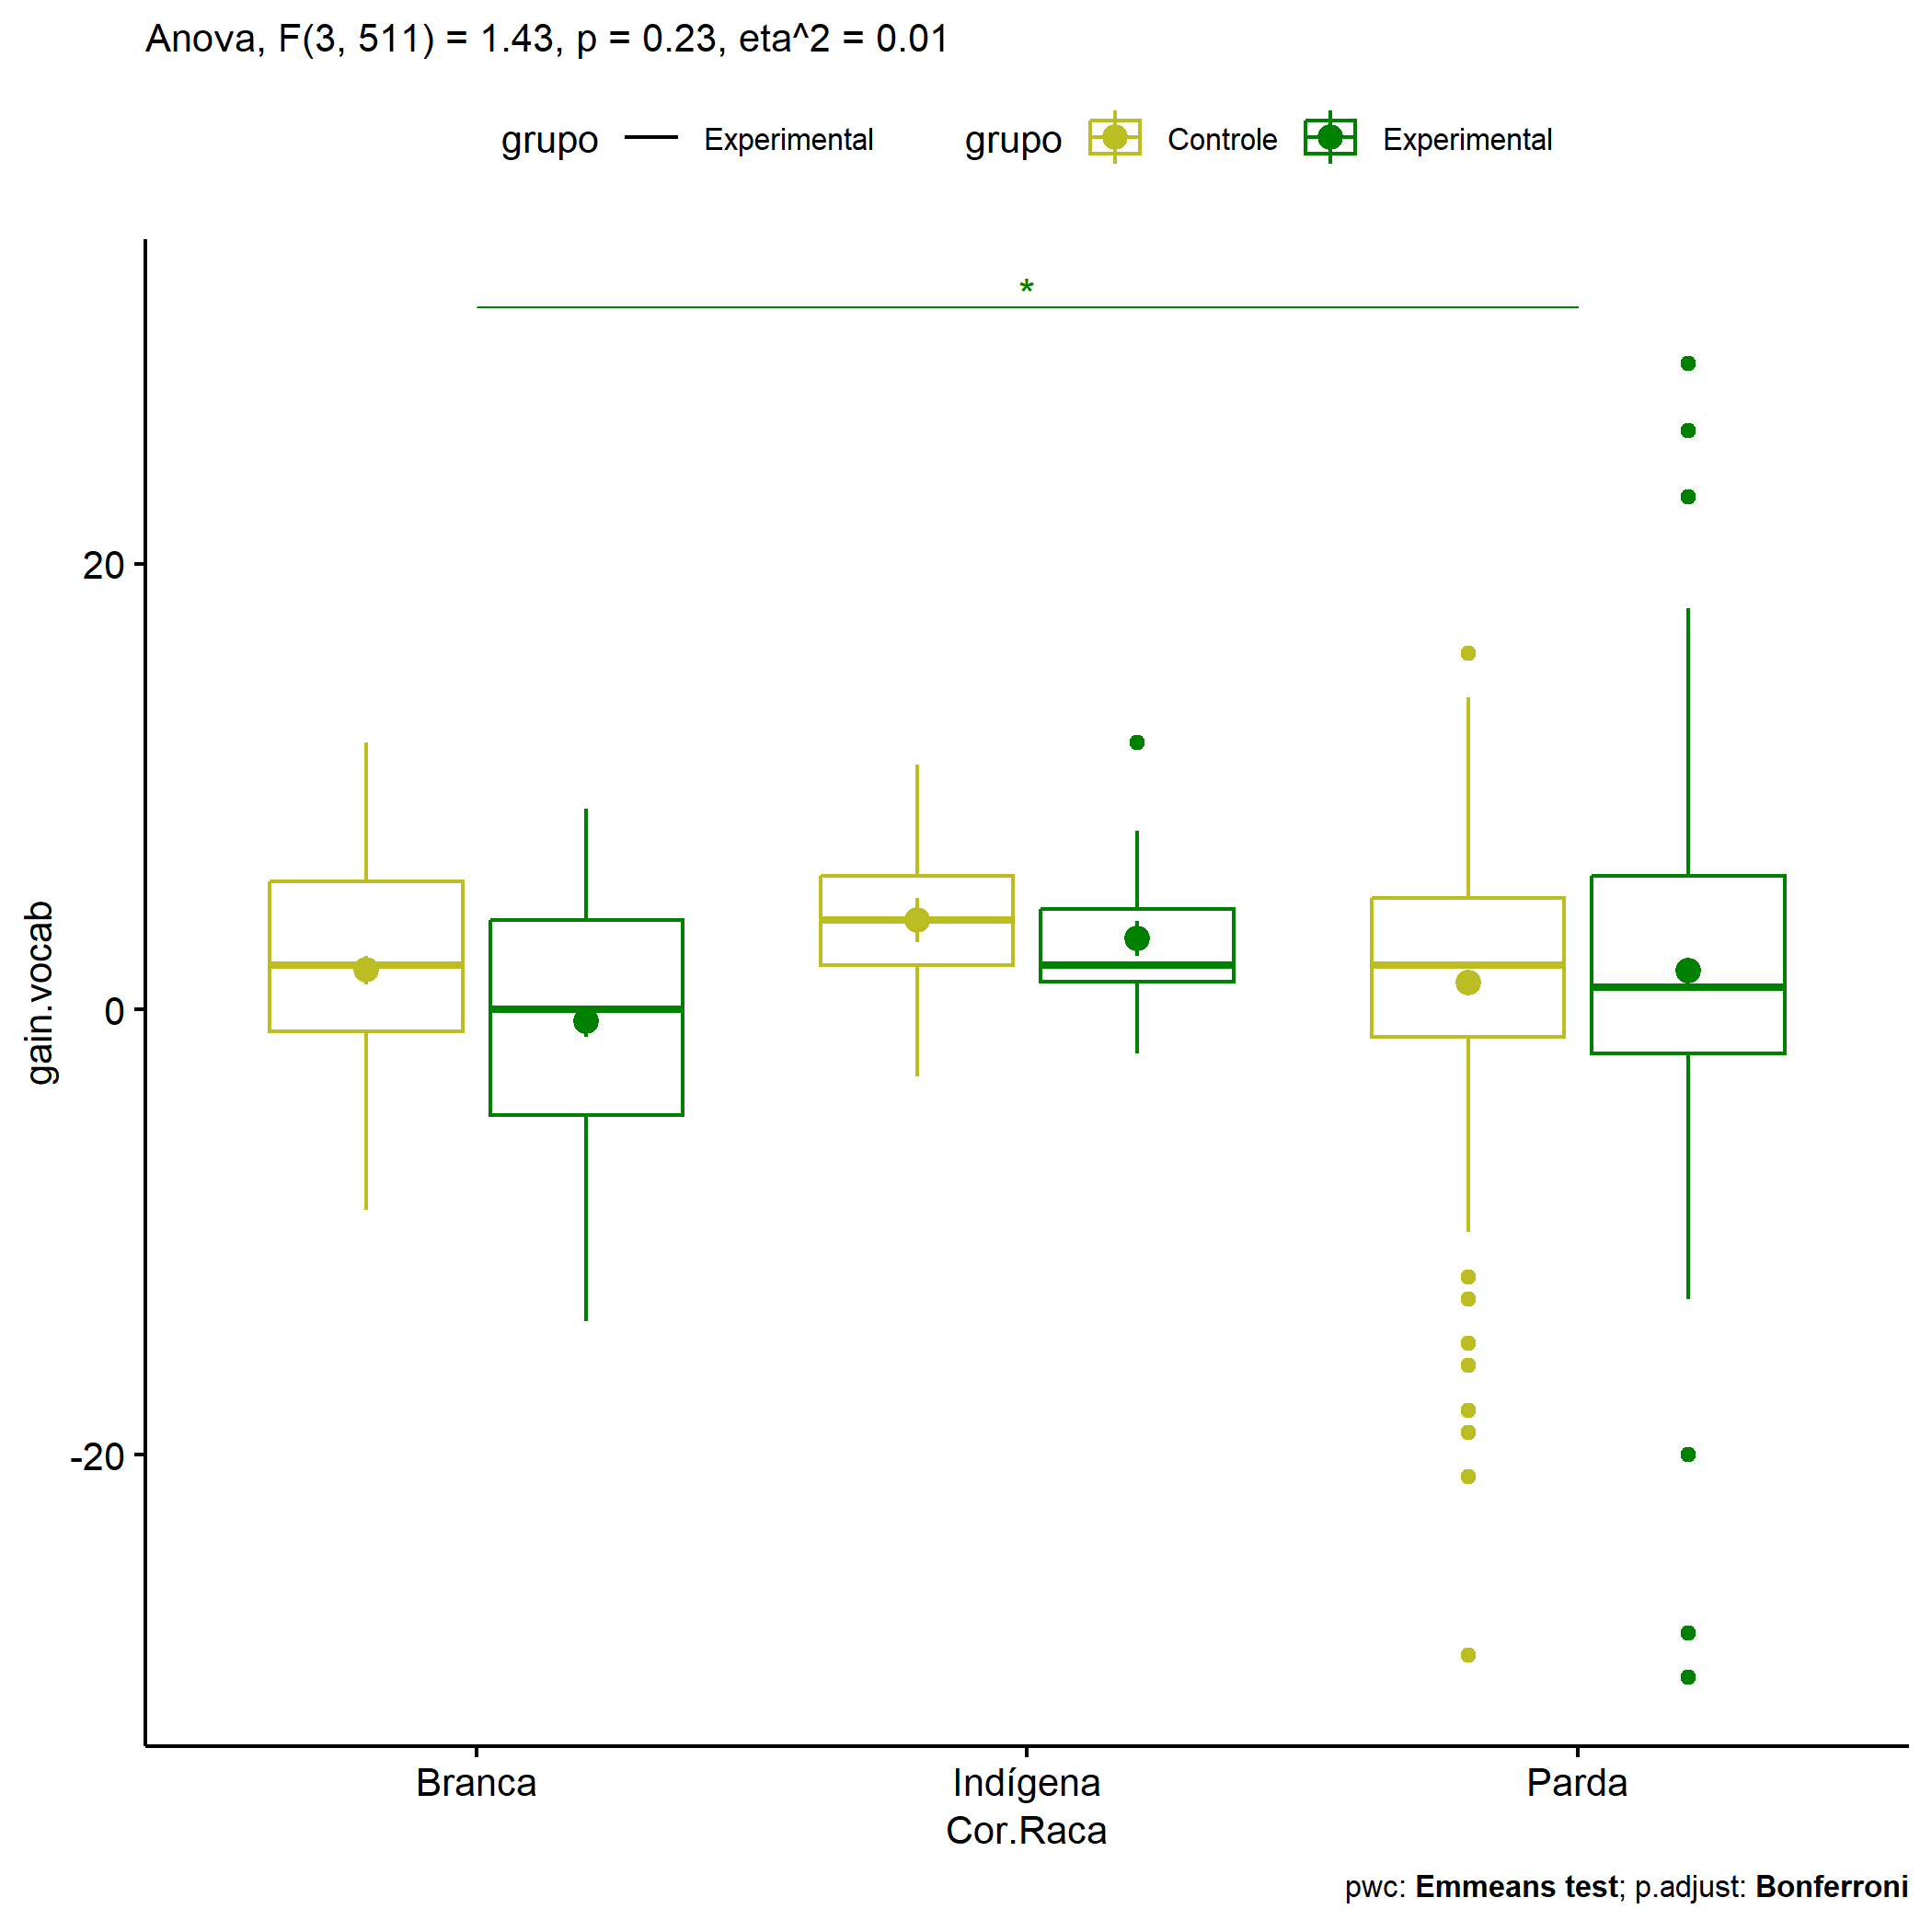 Anova, F(3, 511) = 1.43, p = 0.23, eta^2 = 0.01
grupo Experimental grupo Controle Experimental
*
20
0
-20
gain.vocab
Branca Indígena Parda
Cor.Raca
pwc: Emmeans test; p.adjust: Bonferroni